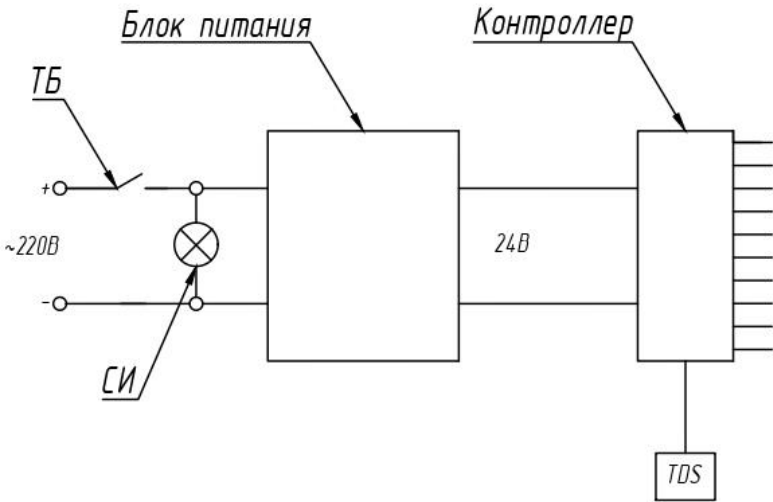 Блок питания
Контроллер
ТБ
+
~220В
24В
-
СИ
TDS